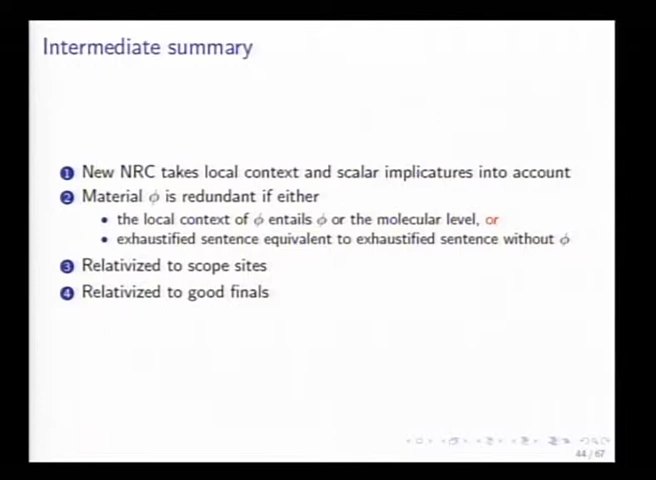 Intermediate summary
1 New NRC takes local context and scalar implicatures into account
2 Material ϕ is redundant if either
• the local context of ϕ entails ϕ or the molecular level, or
• exhaustified sentence equivalent to exhaustified sentence without ϕ
3 Relativized to scope sites
4 Relativized to good finals
44 / 67